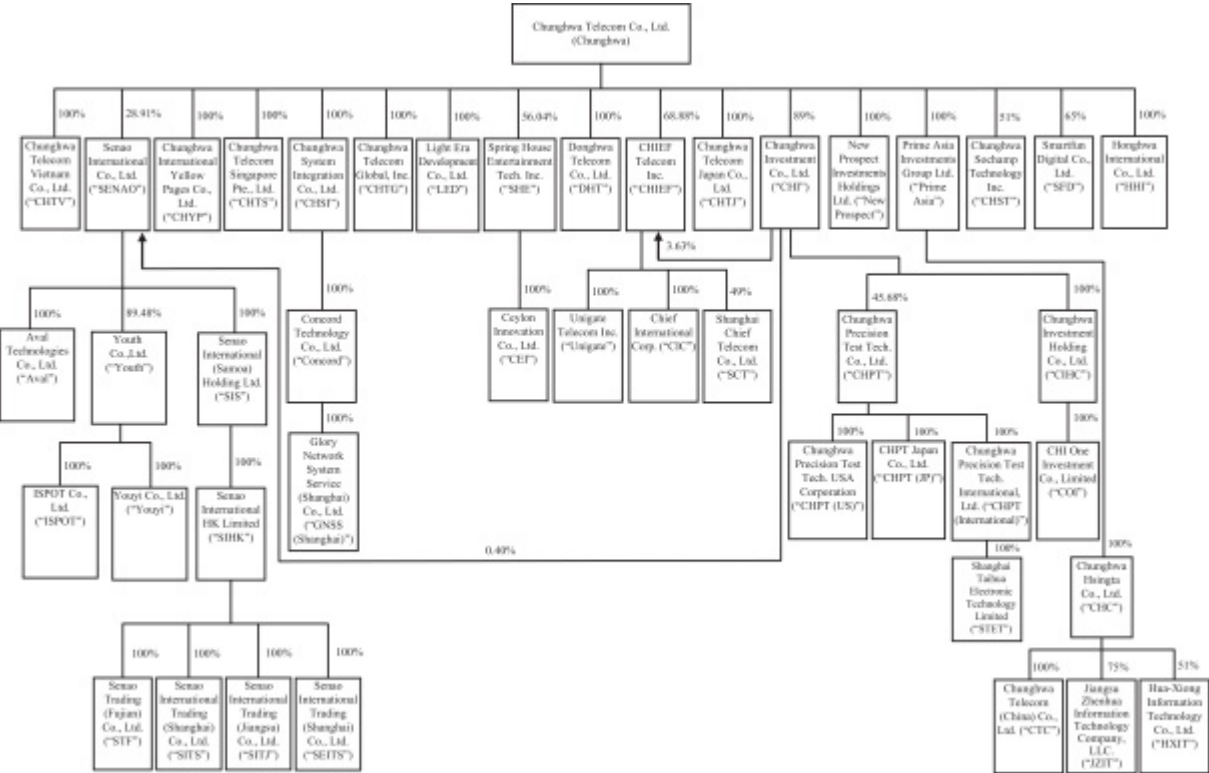 Chunghwa Telecom Co., Ltd.
(Chunghwa)
100%
28.91%
100%
100%
100%
100%
100%
56.04%
100%
68.88%
100%
89%
100%
100%
51%
65%
100%
Chunghwa
Telecom
Vietnam
Co., Ltd.
("CHTV")
Senao
International
Co., Ltd.
("SENAO")
Chunghwa
International
Yellow
Pages Co.,
Ltd.
("CHYP")
Chunghwa
Telecom
Singapore
Pte., Ltd.
("CHTS")
Chunghwa
System
Integration
Co., Ltd.
("CHSI")
Chunghwa
Telecom
Global, Inc.
("CHTG")
Light Era
Development
Co., Ltd.
("LED")
Spring House
Entertainment
Tech. Inc.
("SHE")
Donghwa
Telecom
Co., Ltd.
("DHT")
CHIEF
Telecom
Inc.
("CHIEF")
Chunghwa
Telecom
Japan Co.,
Ltd.
("CHTJ")
Chunghwa
Investment
Co., Ltd.
("CHI")
New
Prospect
Investments
Holdings
Ltd. ("New
Prospect")
Prime Asia
Investments
Group Ltd.
("Prime
Asia")
Chunghwa
Sochamp
Technology
Inc.
("CHST")
Smartfun
Digital Co.,
Ltd.
("SFD")
Honghwa
International
Co., Ltd.
("HHI")
3.63%
100%
89.48%
100%
100%
100%
100%
100%
49%
45.68%
100%
Aval
Technologies
Co., Ltd.
("Aval")
Youth
Co.,Ltd.
("Youth")
Senao
International
(Samoa)
Holding Ltd.
("SIS")
Concord
Technology
Co., Ltd.
("Concord")
Ceylon
Innovation
Co., Ltd.
("CEI")
Unigate
Telecom Inc.
("Unigate")
Chief
International
Corp. ("CIC")
Shanghai
Chief
Telecom
Co., Ltd.
("SCT")
Chunghwa
Precision
Test Tech.
Co., Ltd.
("CHPT")
Chunghwa
Investment
Holding
Co., Ltd.
("CIHC")
100%
100%
100%
100%
100%
100%
100%
100%
ISPOT Co.,
Ltd.
("ISPOT")
Youyi Co., Ltd.
("Youyi")
Senao
International
HK Limited
("SIHK")
Glory
Network
System
Service
(Shanghai)
Co., Ltd.
("GNSS
(Shanghai)")
Chunghwa
Precision Test
Tech. USA
Corporation
("CHPT (US)")
CHPT Japan
Co., Ltd.
("CHPT (JP)")
Chunghwa
Precision Test
Tech.
International,
Ltd. ("CHPT
(International)")
CHI One
Investment
Co., Limited
("COI")
0.40%
100%
100%
Shanghai
Taihua
Electronic
Technology
Limited
("STET")
Chunghwa
Hsingta
Co., Ltd.
("CHC")
100%
100%
100%
100%
100%
75%
51%
Senao
Trading
(Fujian)
Co., Ltd.
("STF")
Senao
International
Trading
(Shanghai)
Co., Ltd.
("SITS")
Senao
International
Trading
(Jiangsu)
Co., Ltd.
("SITJ")
Senao
International
Trading
(Shanghai)
Co., Ltd.
("SEITS")
Chunghwa
Telecom
(China) Co.,
Ltd. ("CTC")
Jiangsu
Zhenhua
Information
Technology
Company,
LLC.
("JZIT")
Hua-Xiong
Information
Technology
Co., Ltd.
("HXIT")